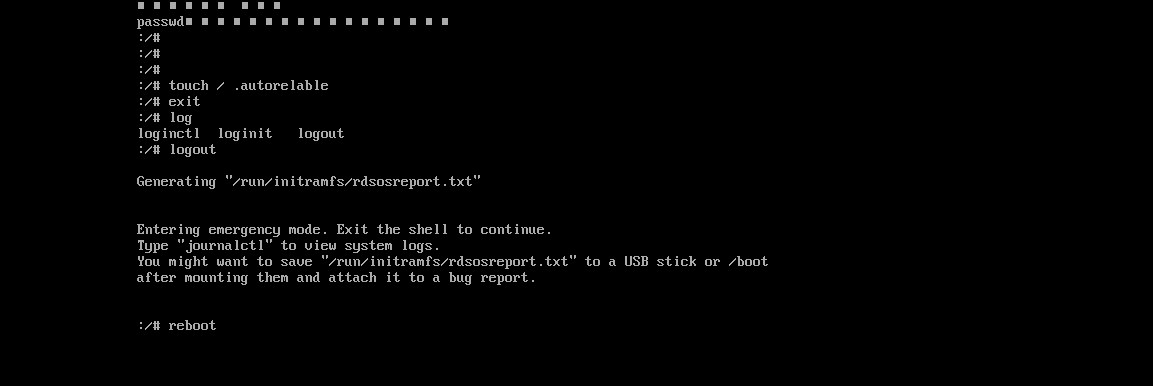 ■ ■ ■ ■ ■ ■ ■ ■ ■
passwd■ ■ ■ ■ ■ ■ ■ ■ ■ ■ ■ ■ ■ ■ ■ ■ ■
:/#
:/#
:/#
:/# touch / .autorelable
:/# exit
:/# log
loginctl loginit logout
:/# logout
Generating "/run/initramfs/rdsosreport.txt"
Entering emergency mode. Exit the shell to continue.
Type "journalctl" to view system logs.
You might want to save "/run/initramfs/rdsosreport.txt" to a USB stick or /boot
after mounting them and attach it to a bug report.
:/# reboot